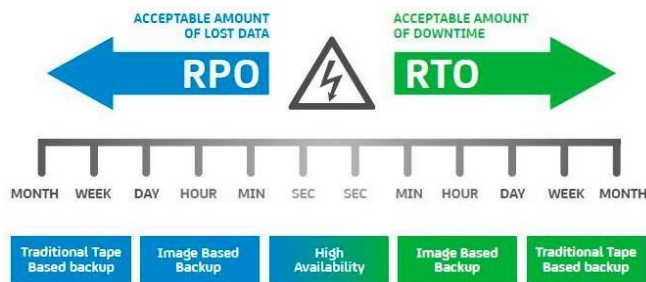 ACCEPTABLE AMOUNT
OF LOST DATA
ACCEPTABLE AMOUNT
OF DOWNTIME
RPO
RTO
MONTH WEEK DAY HOUR MIN SEC SEC MIN HOUR DAY WEEK MONTH
Traditional Tape
Based backup
Image Based
Backup
High
Availability
Image Based
Backup
Traditional Tape
Based backup